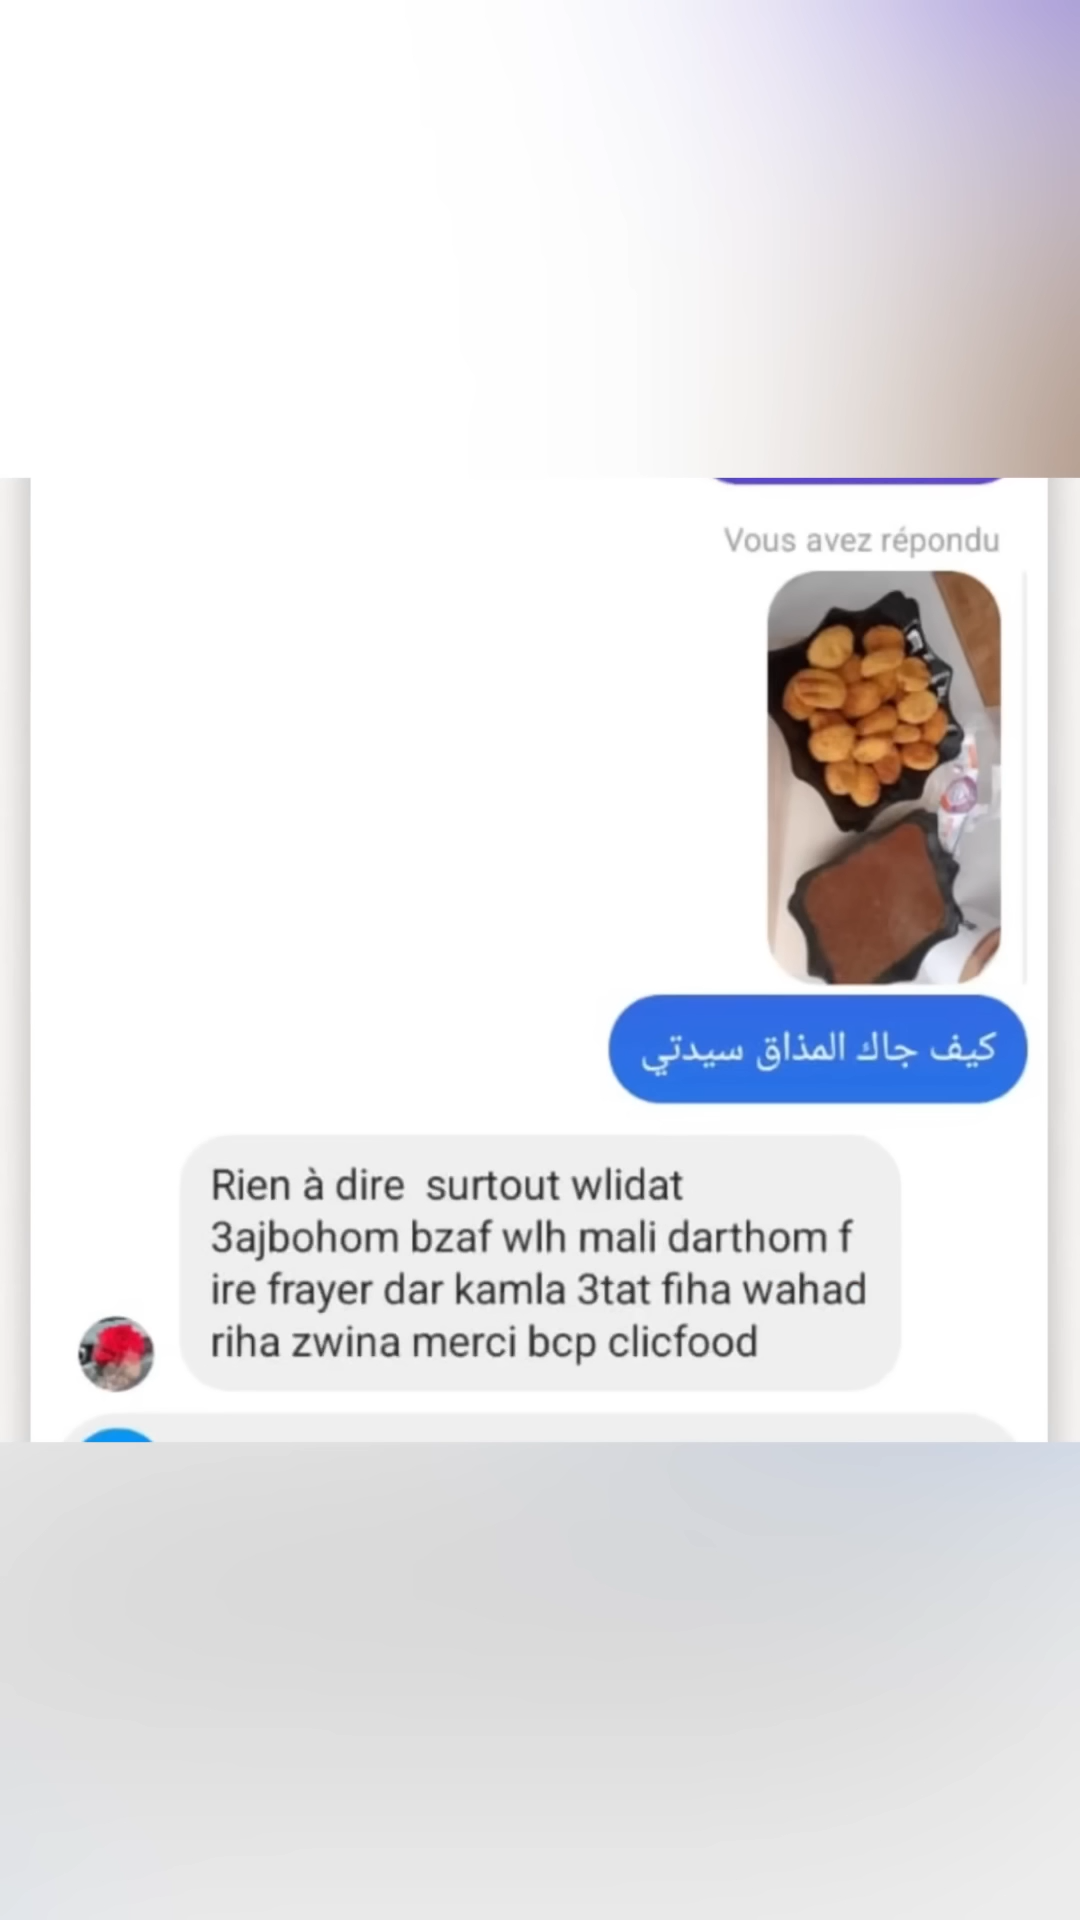 Vous avez répondu
كيف جاك المذاق سيدتي
Rien à dire  surtout wlidat
3ajbohom bzaf wlh mali darthom f
ire frayer dar kamla 3tat fiha wahad
riha zwina merci bcp clicfood